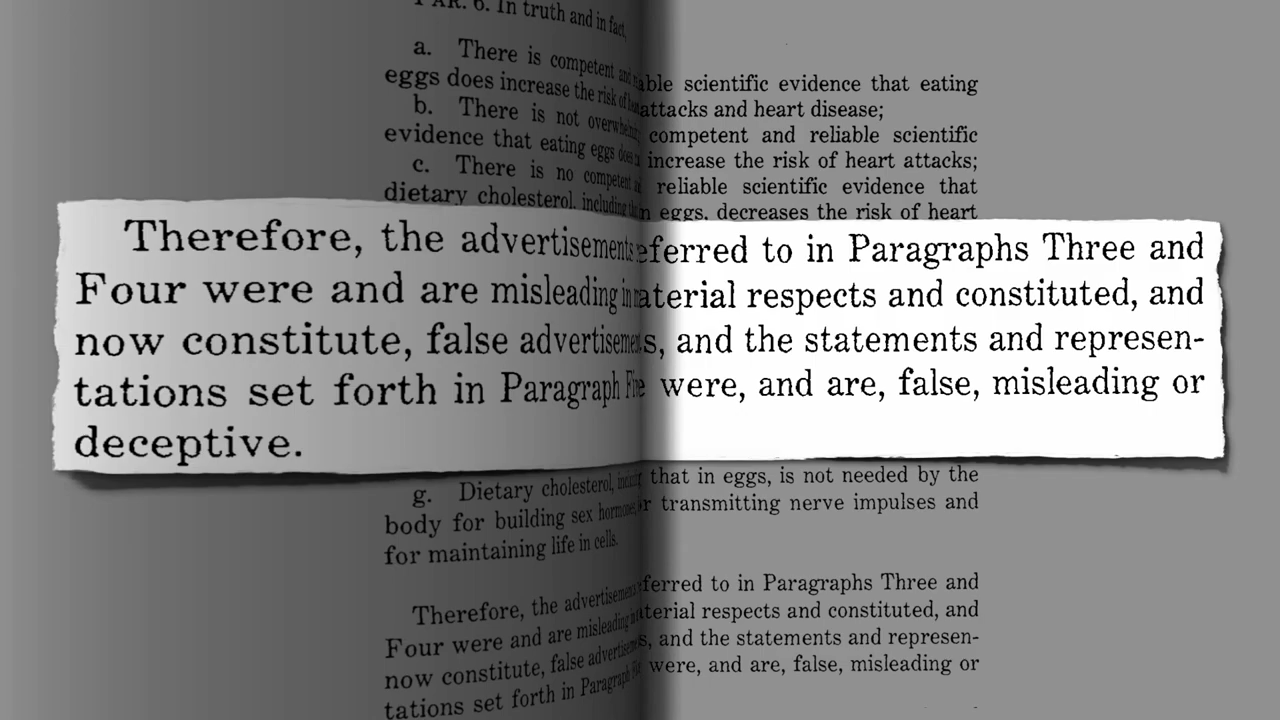 PAR. 6. In truth and in fact,
a. There is competent and reliable scientific evidence that eating
eggs does increase the risk of heart attacks and heart disease;
b. There is not overwhelming competent and reliable scientific
evidence that eating eggs does not increase the risk of heart attacks;
c. There is no competent and reliable scientific evidence that
dietary cholesterol, including that in eggs, decreases the risk of heart
Therefore, the advertisements referred to in Paragraphs Three and
Four were and are misleading in material respects and constituted, and
now constitute, false advertisements, and the statements and represen-
tations set forth in Paragraph Five were, and are, false, misleading or
deceptive.
g. Dietary cholesterol, including that in eggs, is not needed by the
body for building sex hormones, for transmitting nerve impulses and
for maintaining life in cells.
Therefore, the advertisements referred to in Paragraphs Three and
Four were and are misleading in material respects and constituted, and
now constitute, false advertisements, and the statements and represen-
tations set forth in Paragraph Five were, and are, false, misleading or